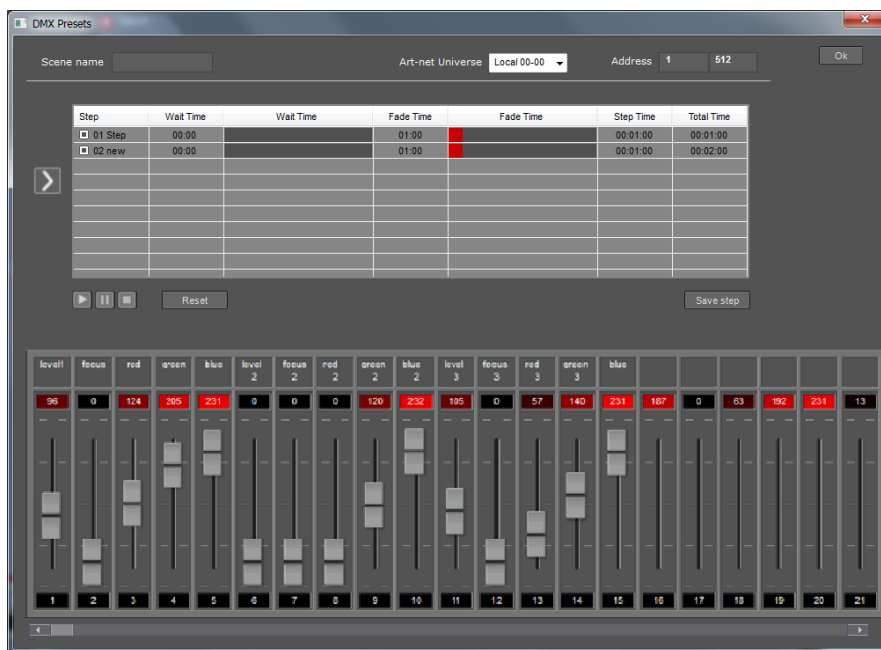 DMX Presets
Scene name Art-net Universe Local 00-00 Address 1 512 Ok
Step Wait Time Wait Time Fade Time Fade Time Step Time Total Time
01 Step 00:00 01:00 00:01:00 00:01:00
02 new 00:00 01:00 00:01:00 00:02:00
Reset Save step
level1 focus red green blue level focus red green blue level focus red green blue
2 2 2 2 2 3 3 3 3
96 0 124 205 231 0 0 0 120 232 105 0 57 140 231 187 0 63 192 231 13
1 2 3 4 5 6 7 8 9 10 11 12 13 14 15 16 17 18 19 20 21